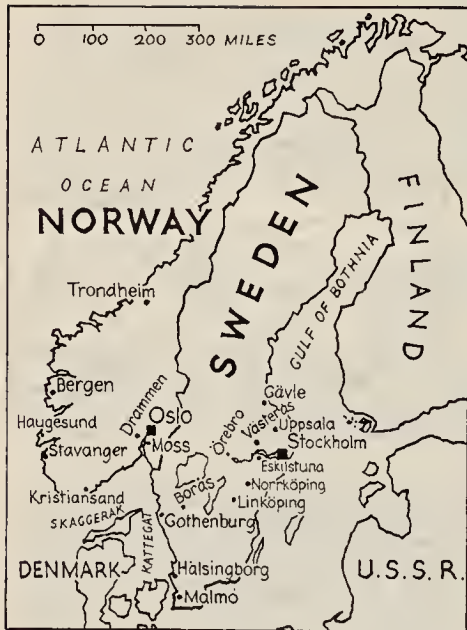 0 100 200 300 MILES
ATLANTIC
OCEAN
NORWAY
SWEDEN
FINLAND
GULF OF BOTHNIA
Trondheim
Bergen
Haugesund
Stavanger
Kristiansand
Drammen
Oslo
Moss
Gävle
Västerås
Uppsala
Örebro
Stockholm
Eskilstuna
Norrköping
Linköping
Borås
Gothenburg
SKAGGERAK
KATTEGAT
DENMARK
Hälsingborg
Malmö
U.S.S.R.